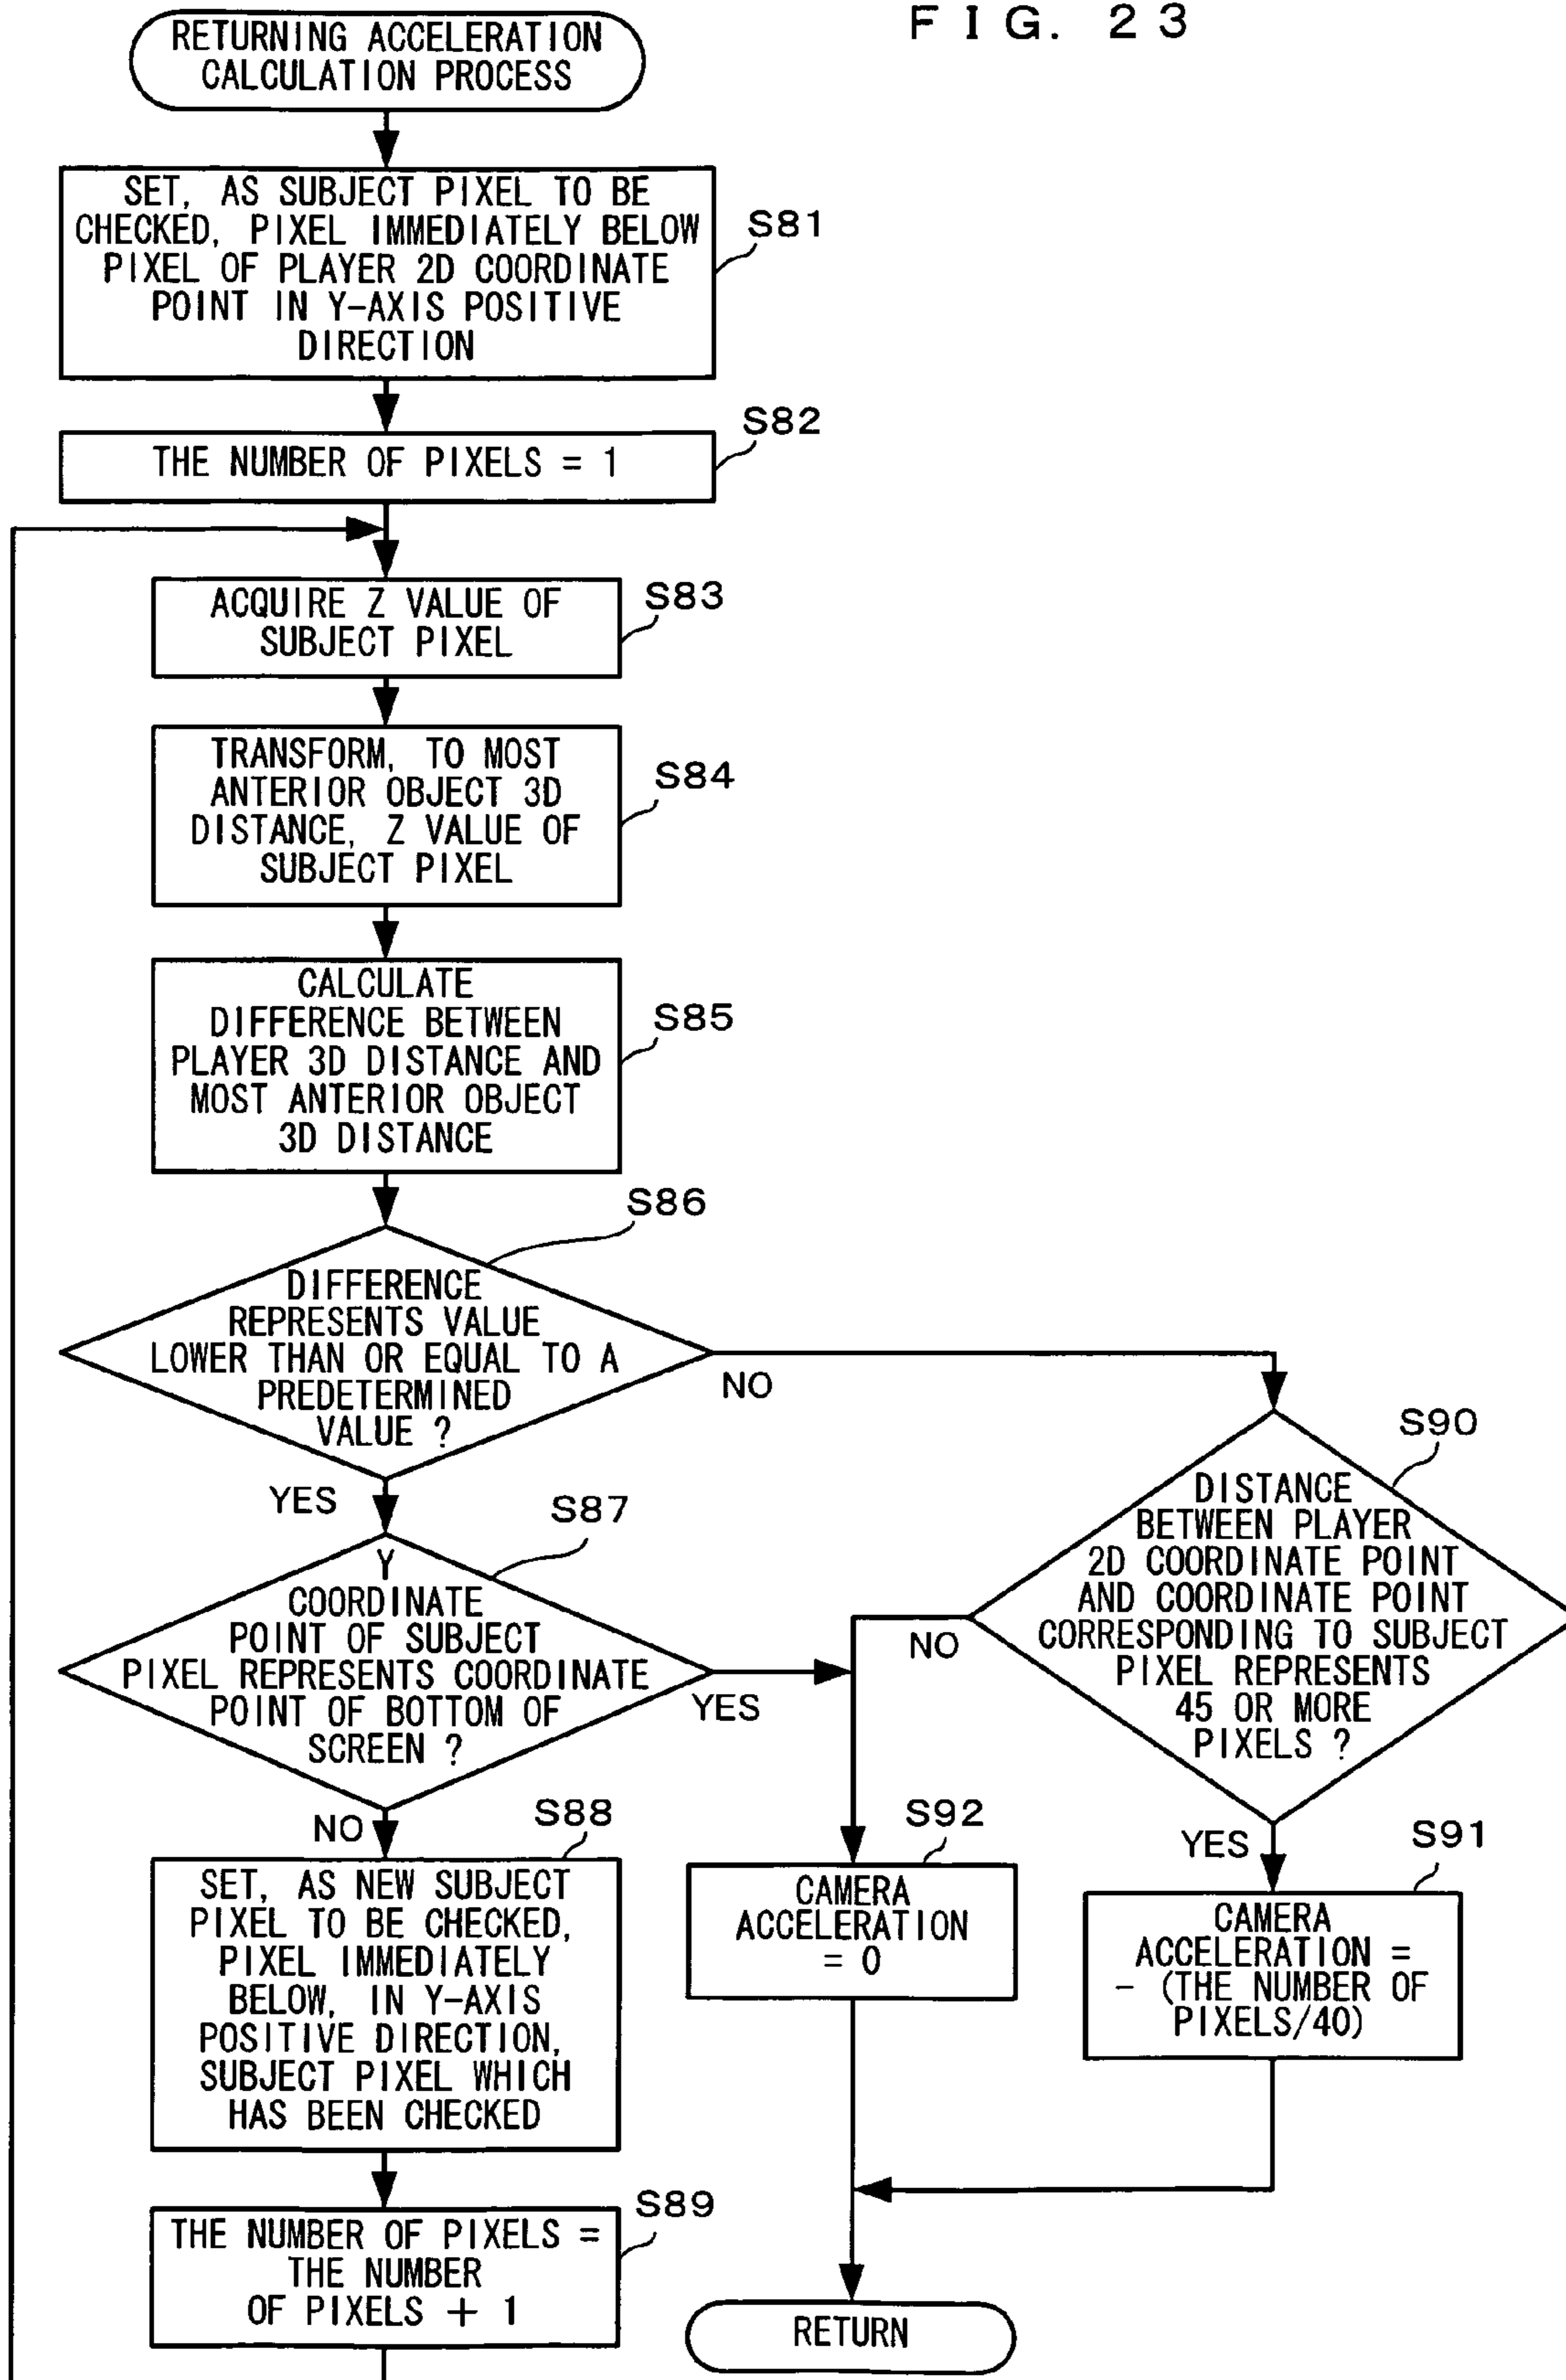 FIG. 23
RETURNING ACCELERATION
CALCULATION PROCESS
SET, AS SUBJECT PIXEL TO BE
CHECKED, PIXEL IMMEDIATELY BELOW
PIXEL OF PLAYER 2D COORDINATE
POINT IN Y-AXIS POSITIVE
DIRECTION
S81
THE NUMBER OF PIXELS = 1
S82
ACQUIRE Z VALUE OF
SUBJECT PIXEL
S83
TRANSFORM, TO MOST
ANTERIOR OBJECT 3D
DISTANCE, Z VALUE OF
SUBJECT PIXEL
S84
CALCULATE
DIFFERENCE BETWEEN
PLAYER 3D DISTANCE AND
MOST ANTERIOR OBJECT
3D DISTANCE
S85
S86
DIFFERENCE
REPRESENTS VALUE
LOWER THAN OR EQUAL TO A
PREDETERMINED
VALUE ?
NO
YES
S87
Y
COORDINATE
POINT OF SUBJECT
PIXEL REPRESENTS COORDINATE
POINT OF BOTTOM OF
SCREEN ?
YES
NO
S88
SET, AS NEW SUBJECT
PIXEL TO BE CHECKED,
PIXEL IMMEDIATELY
BELOW, IN Y-AXIS
POSITIVE DIRECTION,
SUBJECT PIXEL WHICH
HAS BEEN CHECKED
S89
THE NUMBER OF PIXELS =
THE NUMBER
OF PIXELS + 1
S90
DISTANCE
BETWEEN PLAYER
2D COORDINATE POINT
AND COORDINATE POINT
CORRESPONDING TO SUBJECT
PIXEL REPRESENTS
45 OR MORE
PIXELS ?
NO
YES
S91
CAMERA
ACCELERATION =
- (THE NUMBER OF
PIXELS/40)
S92
CAMERA
ACCELERATION
= 0
RETURN